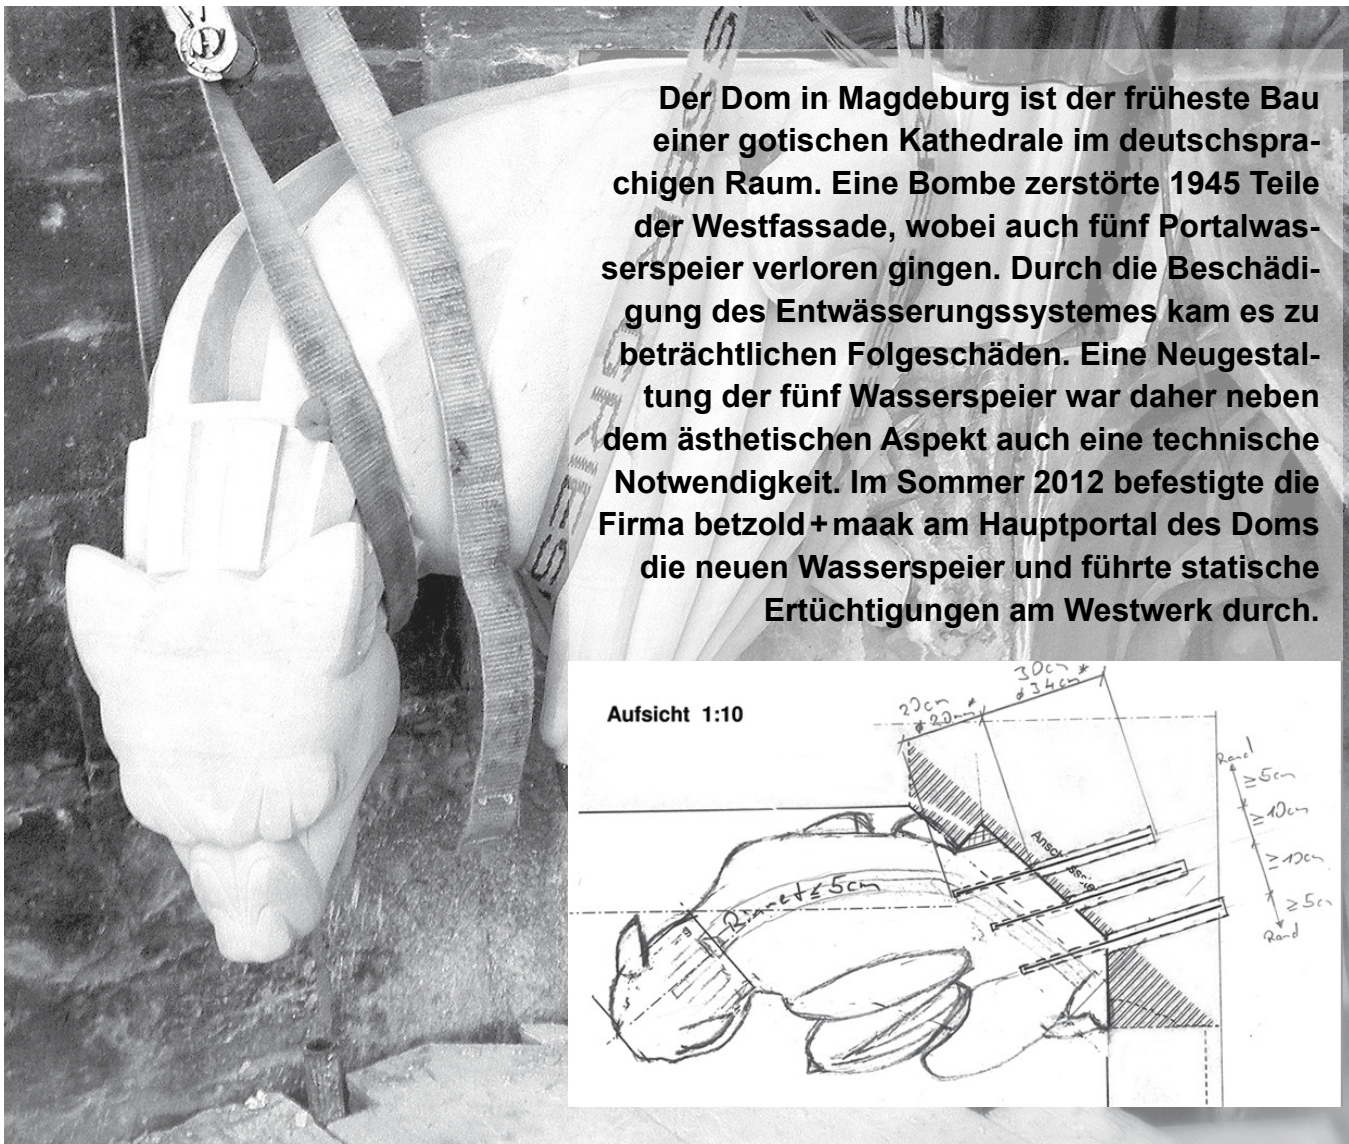 Der Dom in Magdeburg ist der früheste Bau
einer gotischen Kathedrale im deutschspra-
chigen Raum. Eine Bombe zerstörte 1945 Teile
der Westfassade, wobei auch fünf Portalwas-
serspeier verloren gingen. Durch die Beschädi-
gung des Entwässerungssystemes kam es zu
beträchtlichen Folgeschäden. Eine Neugestal-
tung der fünf Wasserspeier war daher neben
dem ästhetischen Aspekt auch eine technische
Notwendigkeit. Im Sommer 2012 befestigte die
Firma betzold+maak am Hauptportal des Doms
die neuen Wasserspeier und führte statische
Ertüchtigungen am Westwerk durch.
Aufsicht 1:10
30cm *
ø34cm
20cm *
ø20mm
Rand
≥5cm
≥10cm
≥10cm
≥5cm
Rand
≤5cm